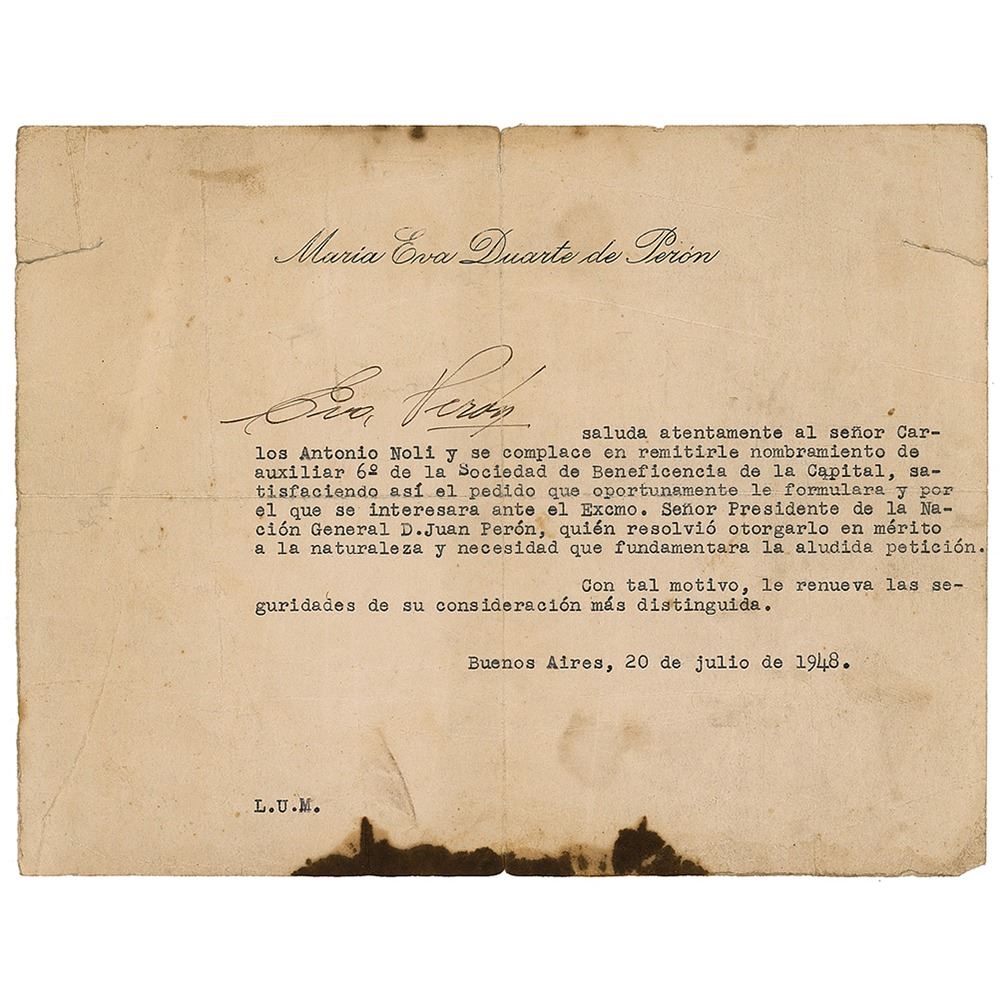 María Eva Duarte de Perón
Eva Perón
saluda atentamente al señor Car-
los Antonio Noli y se complace en remitirle nombramiento de
auxiliar 6º de la Sociedad de Beneficencia de la Capital, sa-
tisfaciendo así el pedido que oportunamente le formulara y por
el que se interesara ante el Excmo. Señor Presidente de la Na-
ción General D.Juan Perón, quién resolvió otorgarlo en mérito
a la naturaleza y necesidad que fundamentara la aludida petición.
Con tal motivo, le renueva las se-
guridades de su consideración más distinguida.
Buenos Aires, 20 de julio de 1948.
L.U.M.